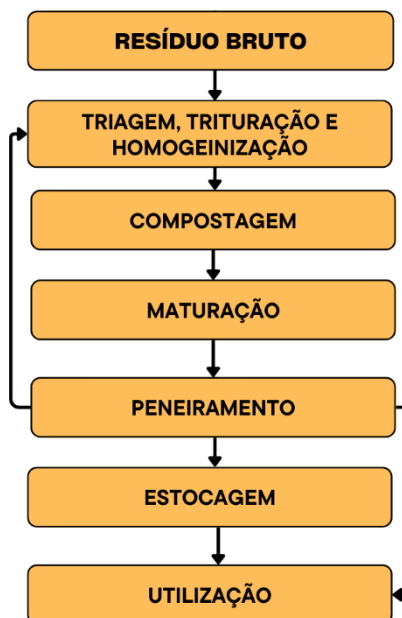 RESÍDUO BRUTO
TRIAGEM, TRITURAÇÃO E
HOMOGEINIZAÇÃO
COMPOSTAGEM
MATURAÇÃO
PENEIRAMENTO
ESTOCAGEM
UTILIZAÇÃO